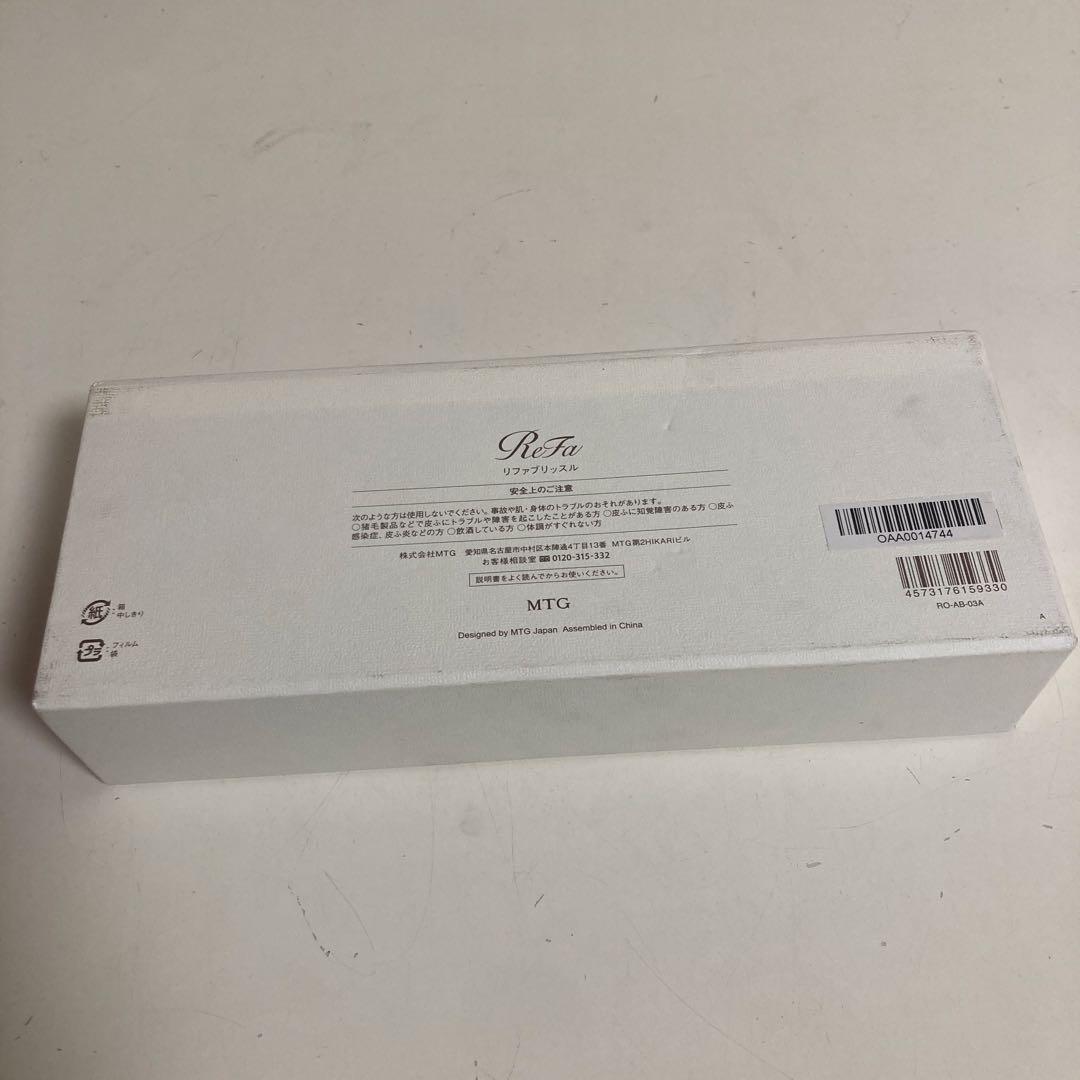 ReFa
リファブリッスル
安全上のご注意
次のような方は使用しないでください。事故や肌・身体のトラブルのおそれがあります。
○猪毛製品などで皮ふにトラブルや障害を起こしたことがある方 ○皮ふに知覚障害のある方 ○皮ふ
感染症、皮ふ炎などの方 ○飲酒している方 ○体調がすぐれない方
株式会社MTG 愛知県名古屋市中村区本陣通4丁目13番 MTG第2HIKARIビル
お客様相談室 0120-315-332
説明書をよく読んでからお使いください。
MTG
Designed by MTG Japan Assembled in China
紙 : 箱
中しきり
プラ : フィルム
袋
OAA0014744
4573176159330
RO-AB-03A
A